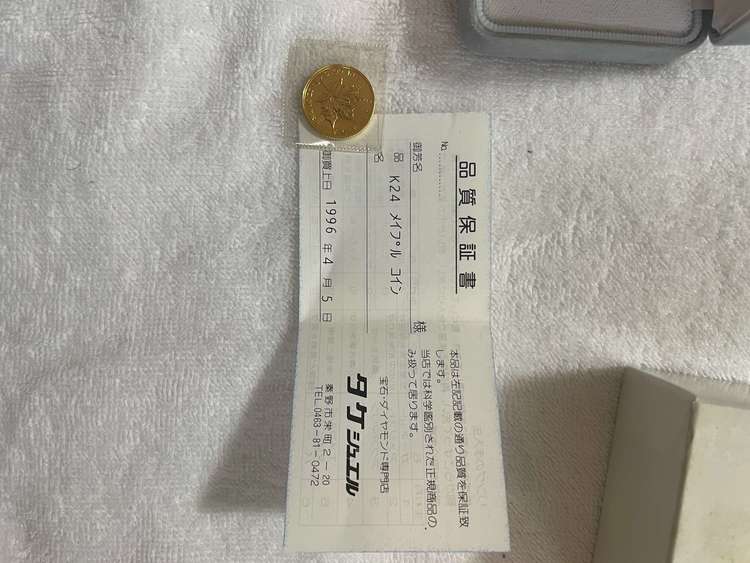 品質保証書
No.
御芳名 様
品名 K24 メイプル コイン
御買上日 1996 年 4 月 5 日
本品は左記記載の通り品質を保証致
します。
当店では科学鑑別された正規商品の
み扱って居ります。
宝石・ダイヤモンド専門店
タケジュエル
秦野市栄町2-20
TEL 0463-81-0472